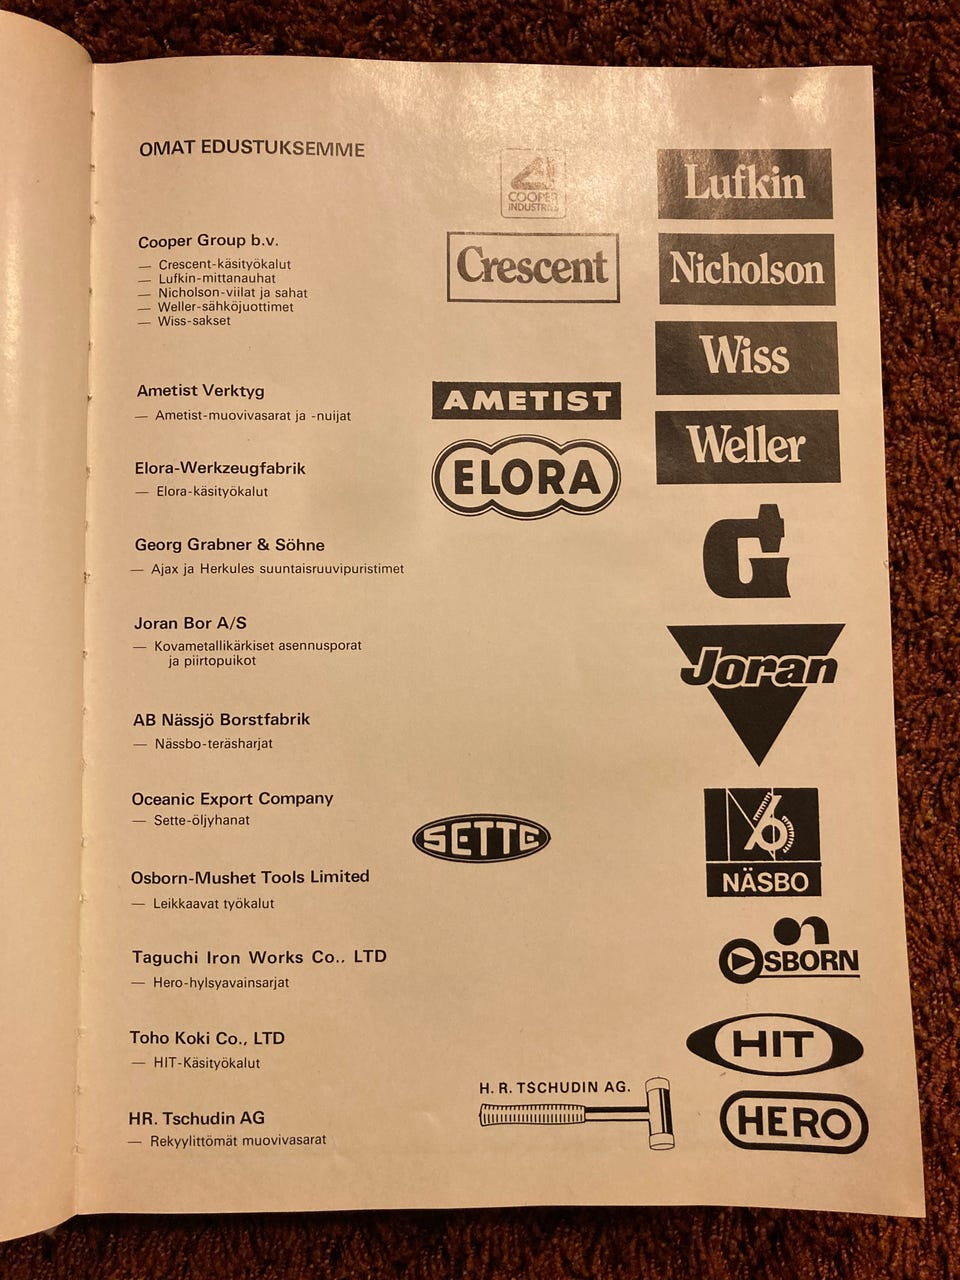 OMAT EDUSTUKSEMME
Cooper Group b.v.
— Crescent-käsityökalut
— Lufkin-mittanauhat
— Nicholson-viilat ja sahat
— Weller-sähköjuottimet
— Wiss-sakset
Ametist Verktyg
— Ametist-muovivasarat ja -nuijat
Elora-Werkzeugfabrik
— Elora-käsityökalut
Georg Grabner & Söhne
— Ajax ja Herkules suuntaisruuvipuristimet
Joran Bor A/S
— Kovametallikärkiset asennusporat
ja piirtopuikot
AB Nässjö Borstfabrik
— Nässbo-teräsharjat
Oceanic Export Company
— Sette-öljyhanat
Osborn-Mushet Tools Limited
— Leikkaavat työkalut
Taguchi Iron Works Co.. LTD
— Hero-hylsyavainsarjat
Toho Koki Co., LTD
— HIT-Käsityökalut
HR. Tschudin AG
— Rekyylittömät muovivasarat
COOPER
INDUSTRIES
Crescent
AMETIST
ELORA
SETTE
H. R. TSCHUDIN AG.
Lufkin
Nicholson
Wiss
Weller
G
Joran
NÄSBO
OSBORN
HIT
HERO